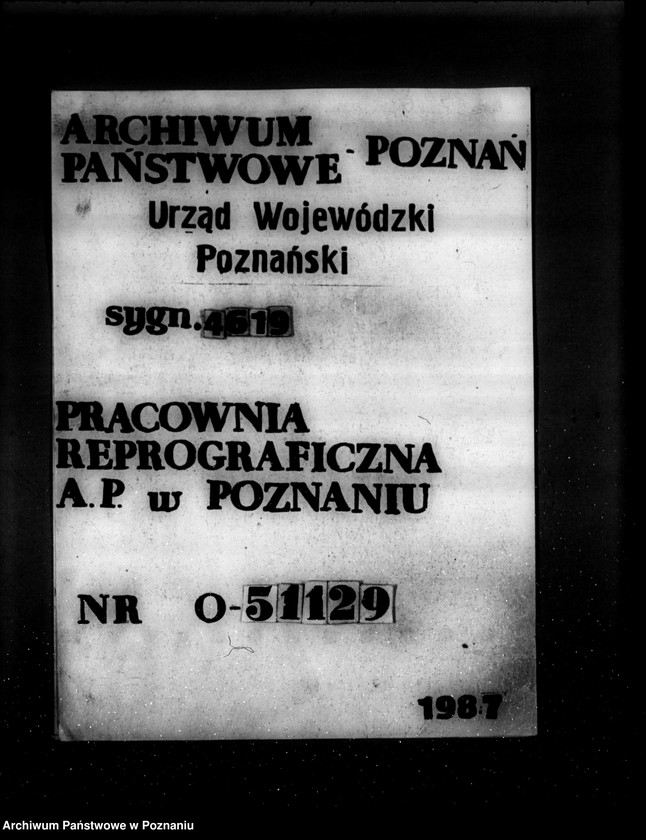 ARCHIWUM
PAŃSTWOWE - POZNAŃ
Urząd Wojewódzki
Poznański
sygn. 4619
PRACOWNIA
REPROGRAFICZNA
A.P. w POZNANIU
NR O-51129
1987
Archiwum Państwowe w Poznaniu